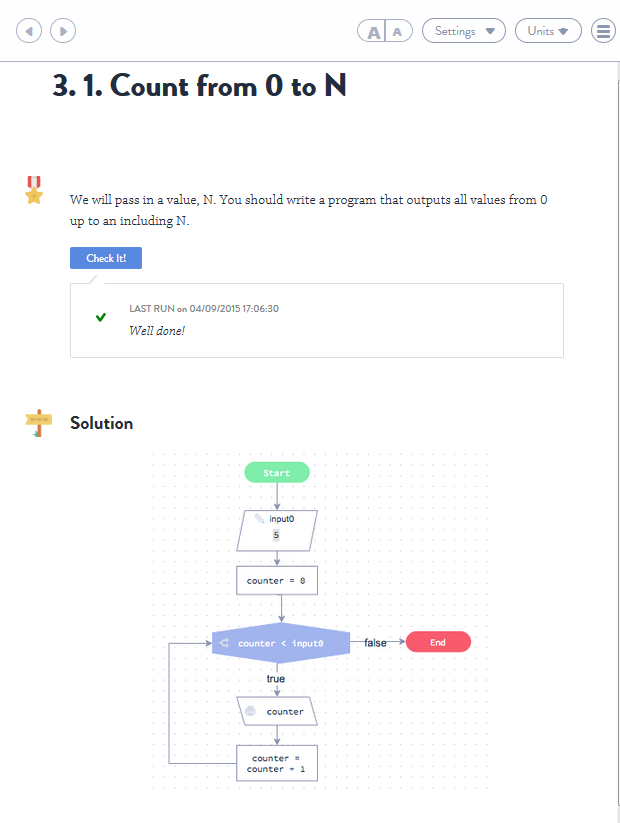 A A
Settings
Units
3. 1. Count from 0 to N
We will pass in a value, N. You should write a program that outputs all values from 0
up to an including N.
Check It!
LAST RUN on 04/09/2015 17:06:30
Well done!
Solution
Start
input0
5
counter = 0
counter < input0
false
End
true
counter
counter =
counter + 1